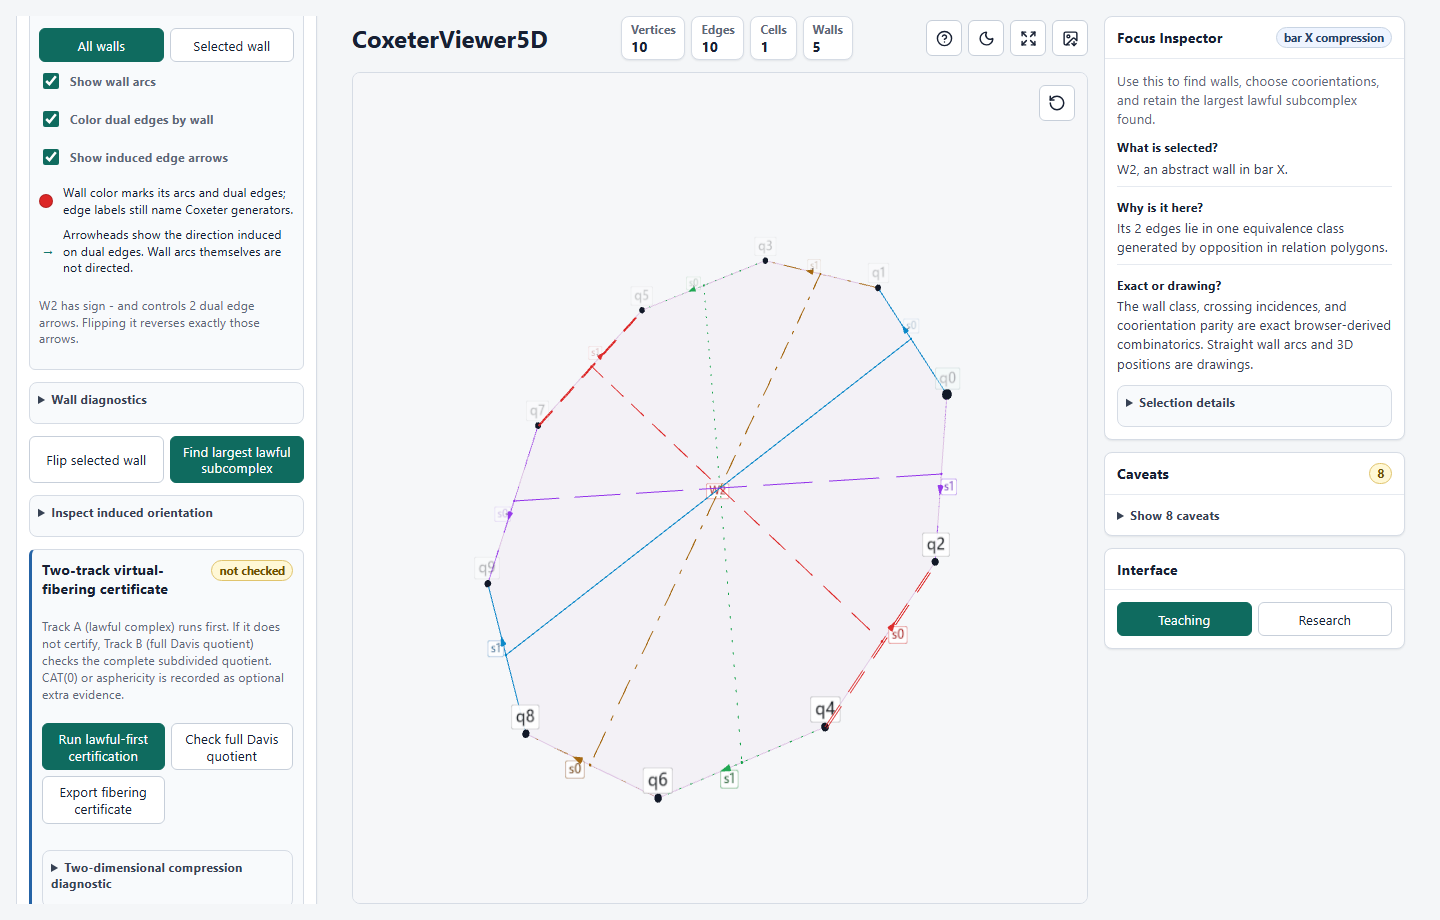 All walls
Selected wall
Show wall arcs
Color dual edges by wall
Show induced edge arrows
Wall color marks its arcs and dual edges;
edge labels still name Coxeter generators.
Arrowheads show the direction induced
→ on dual edges. Wall arcs themselves are
not directed.
W2 has sign - and controls 2 dual edge
arrows. Flipping it reverses exactly those
arrows.
Wall diagnostics
Flip selected wall
Find largest lawful
subcomplex
Inspect induced orientation
Two-track virtual-
fibering certificate
not checked
Track A (lawful complex) runs first. If it does
not certify, Track B (full Davis quotient)
checks the complete subdivided quotient.
CAT(0) or asphericity is recorded as optional
extra evidence.
Run lawful-first
certification
Check full Davis
quotient
Export fibering
certificate
Two-dimensional compression
diagnostic
CoxeterViewer5D
Vertices
10
Edges
10
Cells
1
Walls
5
q3
s1
q1
s0
q5
s0
s1
q0
q7
W2
s1
s0
q2
q9
s0
s1
q4
q8
s0
s1
q6
Focus Inspector
bar X compression
Use this to find walls, choose coorientations,
and retain the largest lawful subcomplex
found.
What is selected?
W2, an abstract wall in bar X.
Why is it here?
Its 2 edges lie in one equivalence class
generated by opposition in relation polygons.
Exact or drawing?
The wall class, crossing incidences, and
coorientation parity are exact browser-derived
combinatorics. Straight wall arcs and 3D
positions are drawings.
Selection details
Caveats
8
Show 8 caveats
Interface
Teaching
Research